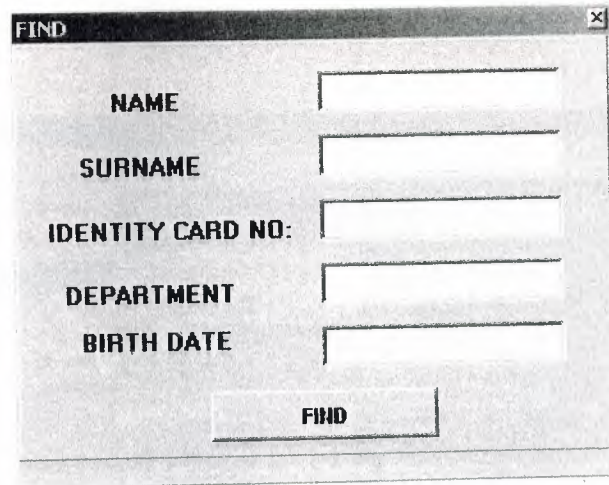 FIND
NAME
SURNAME
IDENTITY CARD NO:
DEPARTMENT
BIRTH DATE
FIND